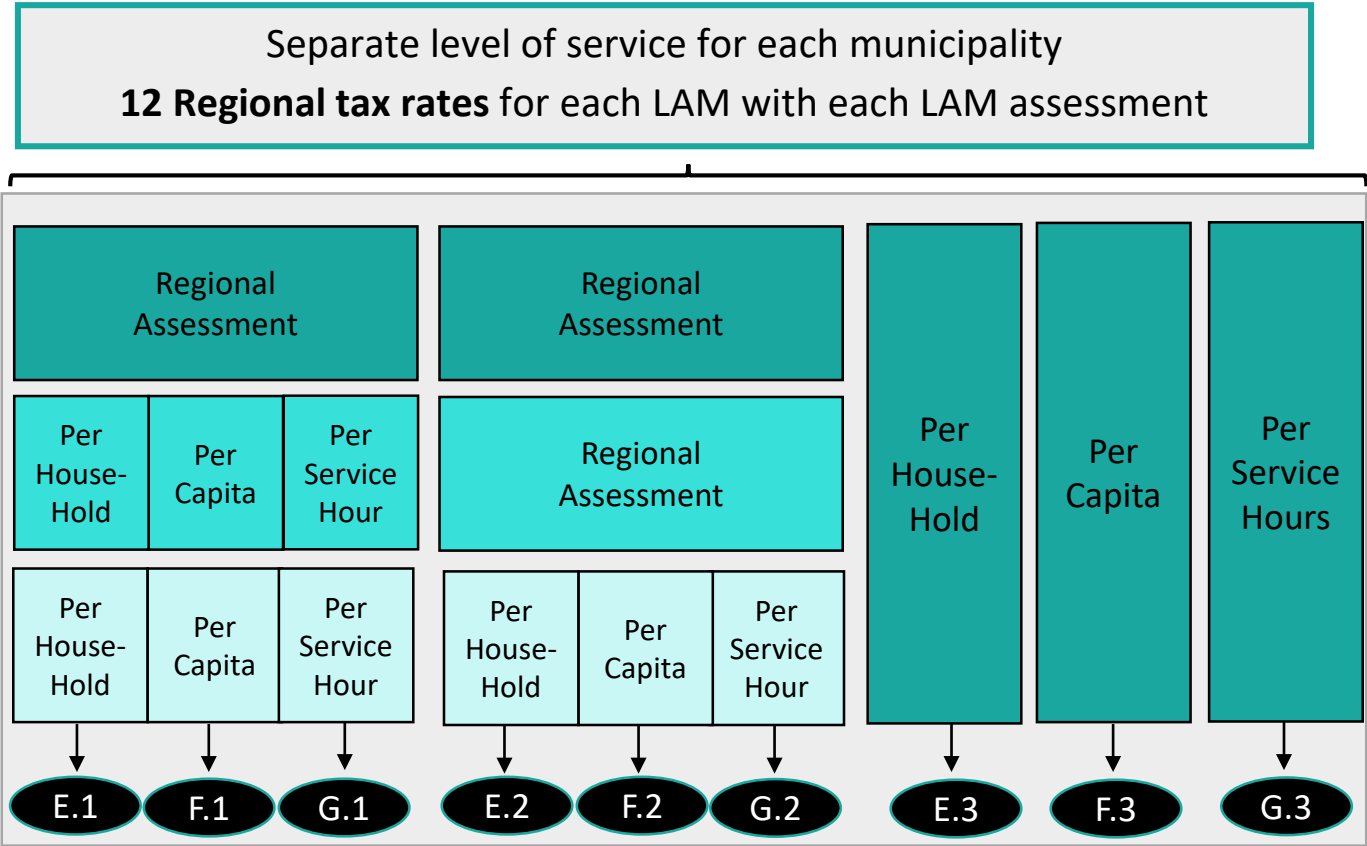 Separate level of service for each municipality
12 Regional tax rates for each LAM with each LAM assessment
Regional
Assessment
Regional
Assessment
Per
House-
Hold
Per
Capita
Per
Service
Hour
Regional
Assessment
Per
House-
Hold
Per
Capita
Per
Service
Hours
Per
House-
Hold
Per
Capita
Per
Service
Hour
Per
House-
Hold
Per
Capita
Per
Service
Hour
E.1
F.1
G.1
E.2
F.2
G.2
E.3
F.3
G.3